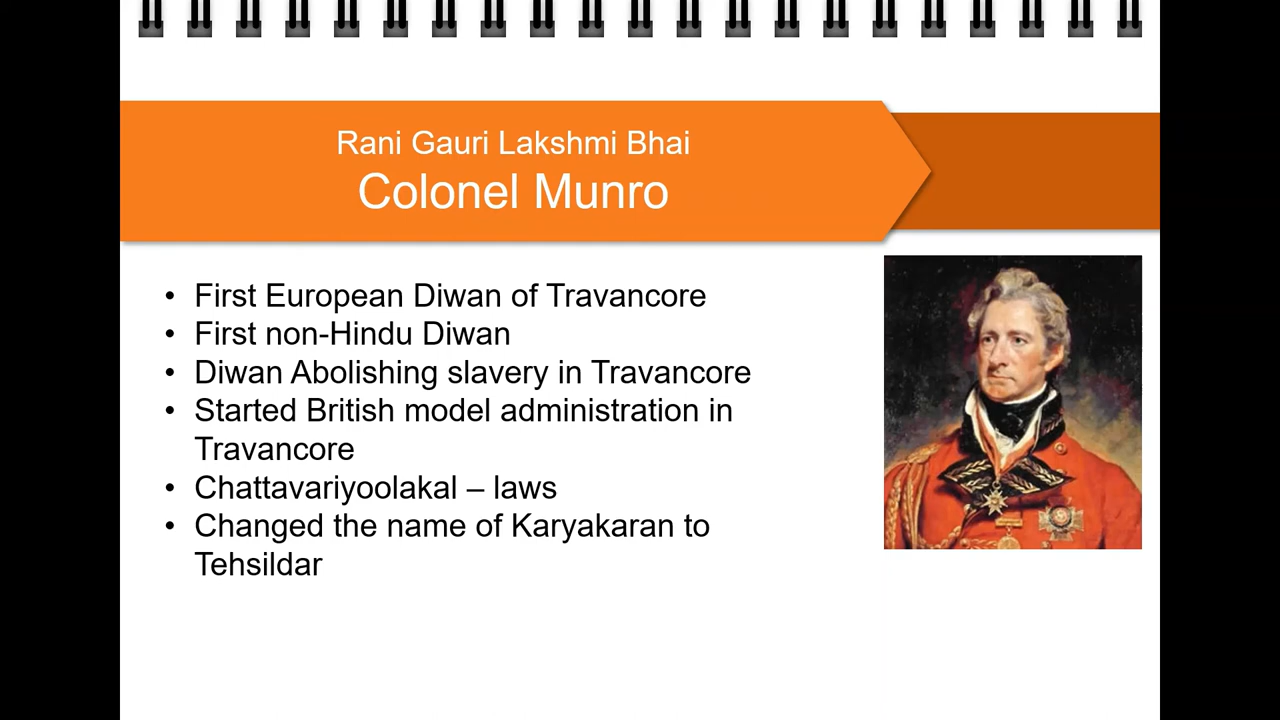 Rani Gauri Lakshmi Bhai
Colonel Munro
• First European Diwan of Travancore
• First non-Hindu Diwan
• Diwan Abolishing slavery in Travancore
• Started British model administration in
Travancore
• Chattavariyoolakal – laws
• Changed the name of Karyakaran to
Tehsildar